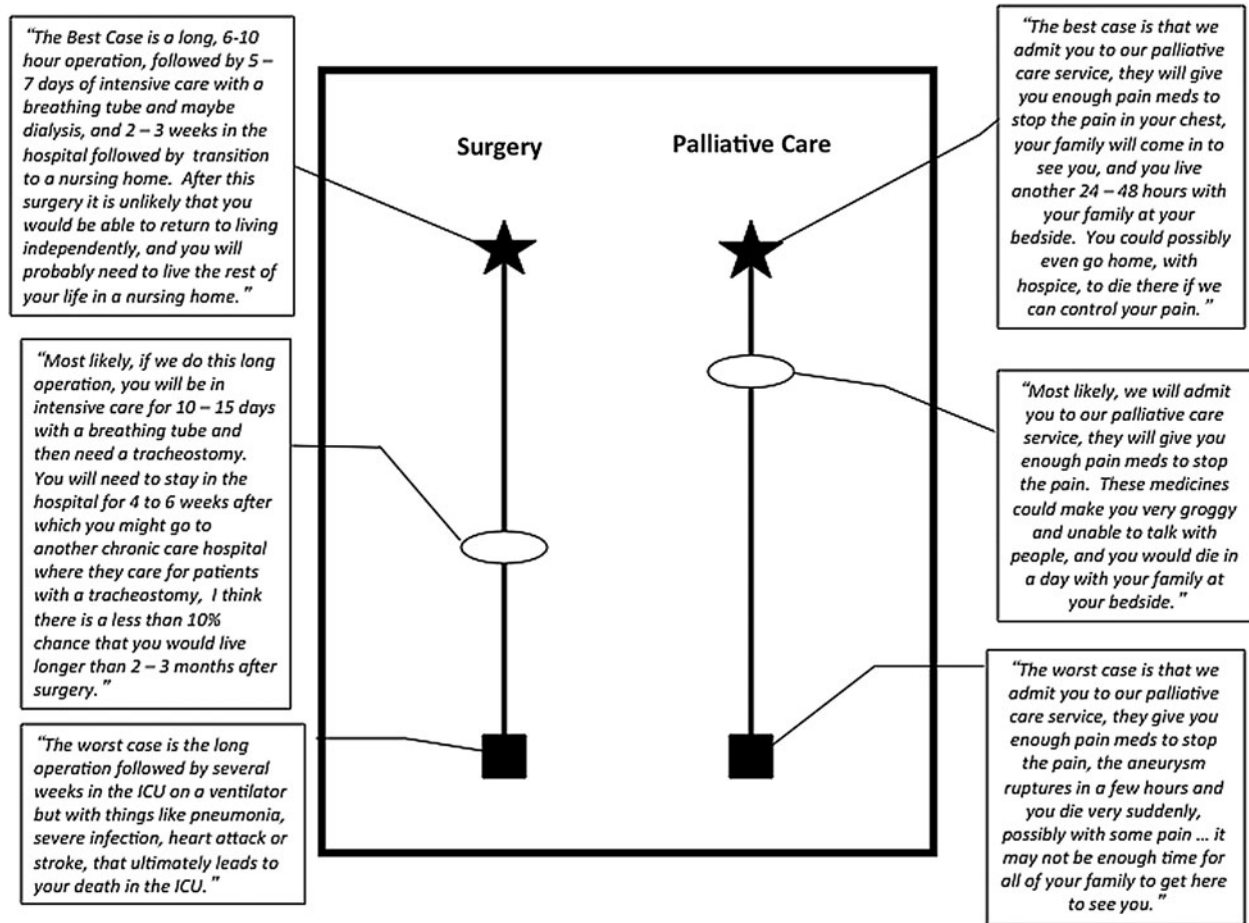 “The Best Case is a long, 6-10
hour operation, followed by 5 –
7 days of intensive care with a
breathing tube and maybe
dialysis, and 2 – 3 weeks in the
hospital followed by transition
to a nursing home. After this
surgery it is unlikely that you
would be able to return to living
independently, and you will
probably need to live the rest of
your life in a nursing home.”
“Most likely, if we do this long
operation, you will be in
intensive care for 10 – 15 days
with a breathing tube and
then need a tracheostomy.
You will need to stay in the
hospital for 4 to 6 weeks after
which you might go to
another chronic care hospital
where they care for patients
with a tracheostomy, I think
there is a less than 10%
chance that you would live
longer than 2 – 3 months after
surgery.”
“The worst case is the long
operation followed by several
weeks in the ICU on a ventilator
but with things like pneumonia,
severe infection, heart attack or
stroke, that ultimately leads to
your death in the ICU.”
Surgery
Palliative Care
“The best case is that we
admit you to our palliative
care service, they will give
you enough pain meds to
stop the pain in your chest,
your family will come in to
see you, and you live
another 24 – 48 hours with
your family at your
bedside. You could possibly
even go home, with
hospice, to die there if we
can control your pain.”
“Most likely, we will admit
you to our palliative care
service, they will give you
enough pain meds to stop
the pain. These medicines
could make you very groggy
and unable to talk with
people, and you would die in
a day with your family at
your bedside.”
“The worst case is that we
admit you to our palliative
care service, they give you
enough pain meds to stop
the pain, the aneurysm
ruptures in a few hours and
you die very suddenly,
possibly with some pain ... it
may not be enough time for
all of your family to get here
to see you.”